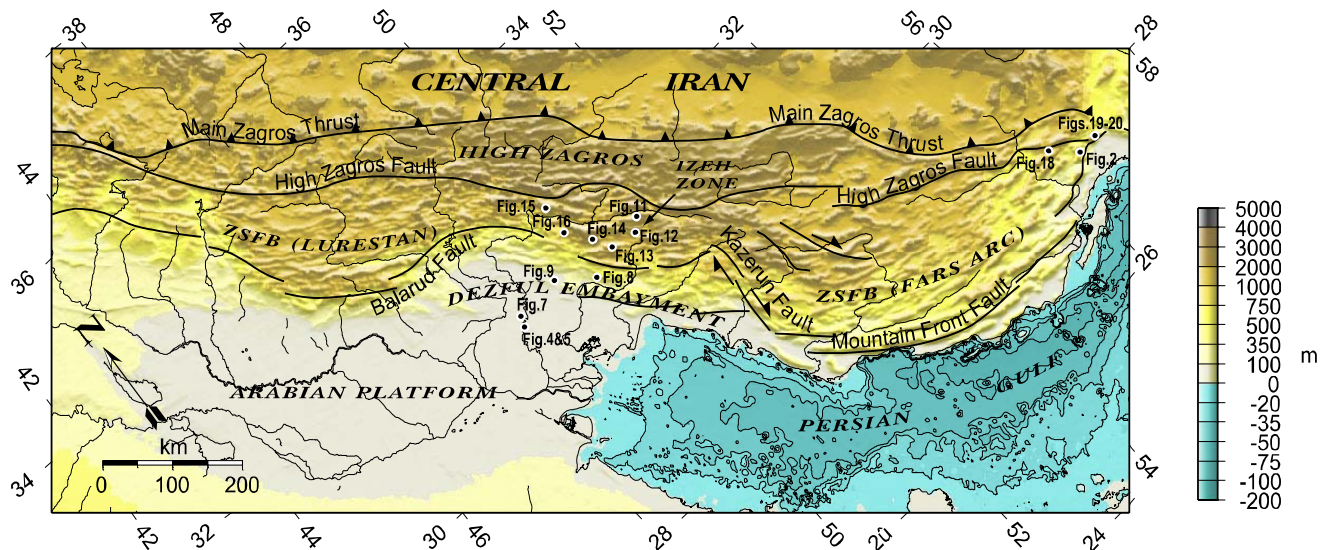 38 48 50 34 52 32 56 30 28
36 58
CENTRAL IRAN
Main Zagros Thrust
Main Zagros Thrust
Figs.19-20
HIGH ZAGROS
IZEH
ZONE
Fig.18
Fig.2
High Zagros Fault
High Zagros Fault
44
Fig.15
Fig.11
Fig.16
Fig.14
Fig.12
Fig.13
ZSFB (LURESTAN)
Kazerun Fault
ZSFB (FARS ARC)
26
36
Balarud Fault
Fig.9
Fig.8
DEZFUL EMBAYMENT
Fig.7
Fig.4&5
Mountain Front Fault
N
42
ARABIAN PLATFORM
PERSIAN GULF
km
0 100 200
34
54
42 32 44 30 46 28 50 52 24
5000
4000
3000
2000
1000
750
500
350
100
0
-20
-35
-50
-75
-100
-200
m